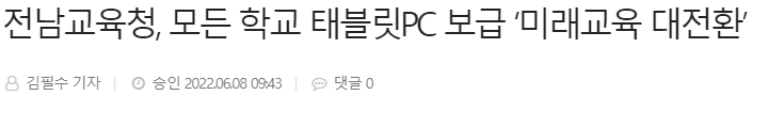 전남교육청, 모든 학교 태블릿PC 보급 ‘미래교육 대전환’
김필수 기자 | 승인 2022.06.08 09:43 | 댓글 0